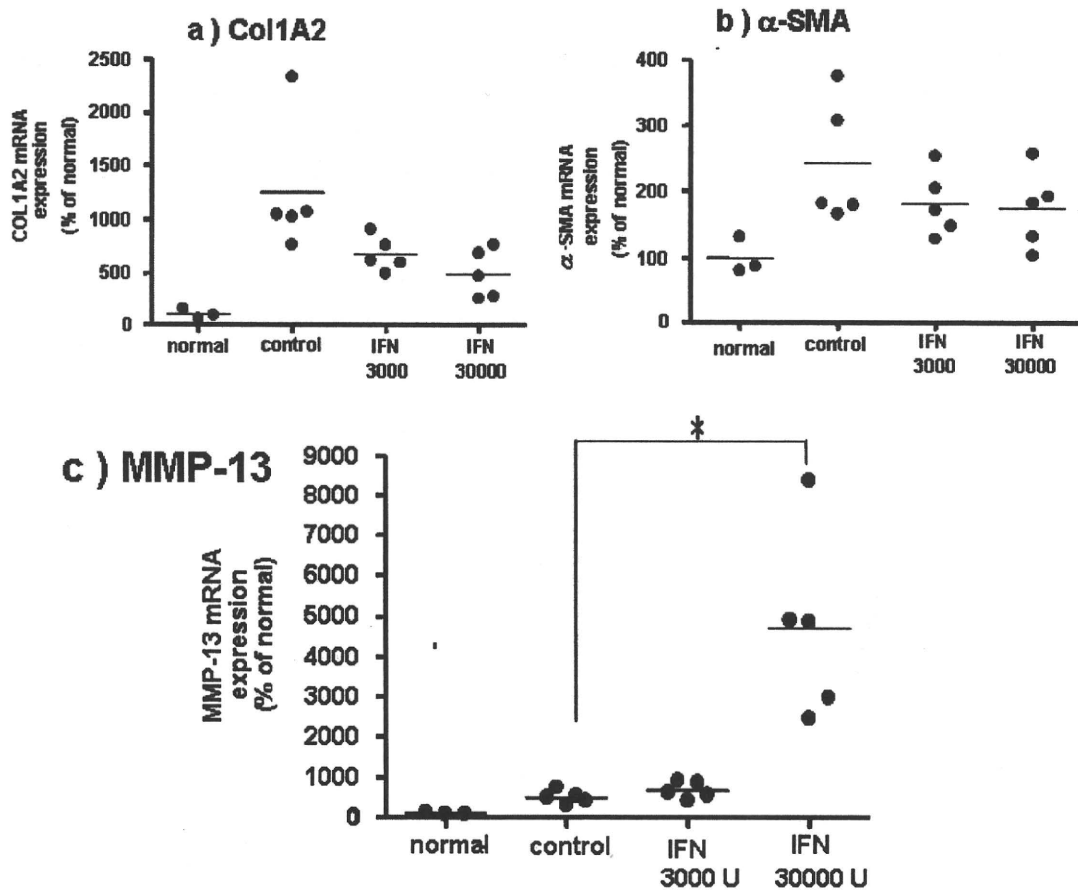 a ) Col1A2
COL1A2 mRNA
expression
(% of normal)
2500
2000
1500
1000
500
0
normal
control
IFN
3000
IFN
30000
b ) α-SMA
α-SMA mRNA
expression
(% of normal)
400
300
200
100
0
normal
control
IFN
3000
IFN
30000
c ) MMP-13
MMP-13 mRNA
expression
(% of normal)
9000
8000
7000
6000
5000
4000
3000
2000
1000
0
*
normal
control
IFN
3000 U
IFN
30000 U